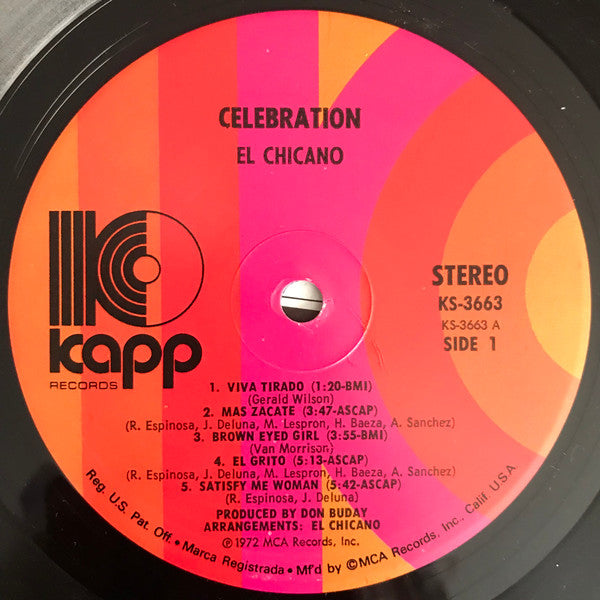 CELEBRATION
EL CHICANO
K
kapp
RECORDS
STEREO
KS-3663
KS-3663 A
SIDE 1
1. VIVA TIRADO (1:20-BMI)
(Gerald Wilson)
2. MAS ZACATE (3:47-ASCAP)
(R. Espinosa, J. Deluna, M. Lespron, H. Baeza, A. Sanchez)
3. BROWN EYED GIRL (3:55-BMI)
(Van Morrison)
4. EL GRITO (5:13-ASCAP)
(R. Espinosa, J. Deluna, M. Lespron, H. Baeza, A. Sanchez)
5. SATISFY ME WOMAN (5:42-ASCAP)
(R. Espinosa, J. Deluna)
PRODUCED BY DON BUDAY
ARRANGEMENTS: EL CHICANO
℗ 1972 MCA Records, Inc.
Reg. U.S. Pat. Off. • Marca Registrada • Mf'd by ©MCA Records, Inc., Calif. U.S.A.